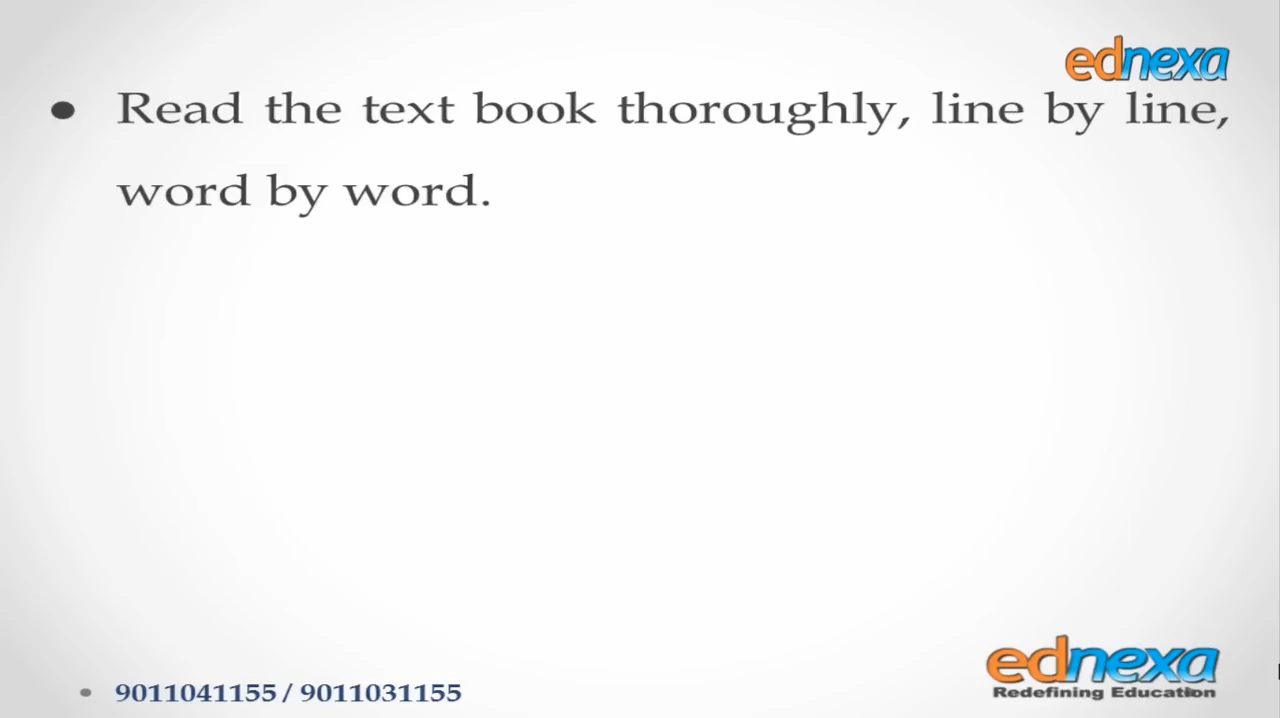 ednexa
● Read the text book thoroughly, line by line,
word by word.
ednexa
Redefining Education
• 9011041155 / 9011031155